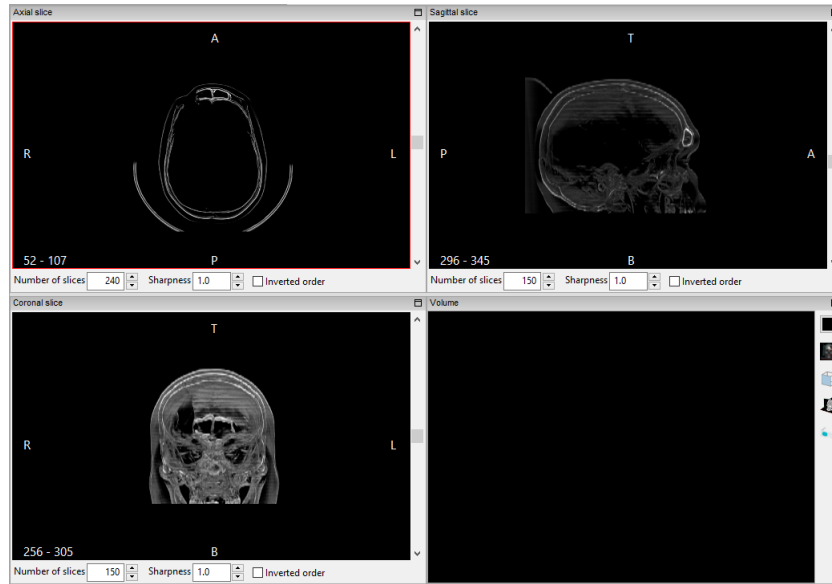 Axial slice
A
R
L
52 - 107
P
Number of slices 240 Sharpness 1.0 Inverted order
Sagittal slice
T
P
A
296 - 345
B
Number of slices 150 Sharpness 1.0 Inverted order
Coronal slice
T
R
L
256 - 305
B
Number of slices 150 Sharpness 1.0 Inverted order
Volume